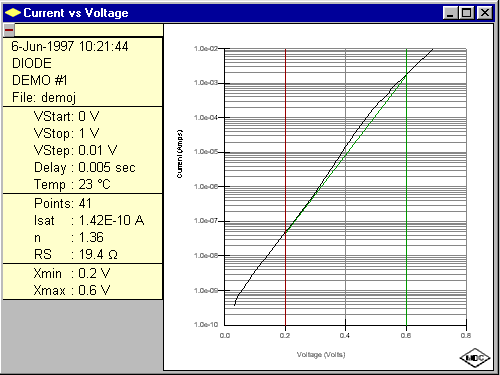 Current vs Voltage
6-Jun-1997 10:21:44
DIODE
DEMO #1
File: demoj
VStart: 0 V
VStop: 1 V
VStep: 0.01 V
Delay : 0.005 sec
Temp : 23 °C
Points: 41
Isat : 1.42E-10 A
n : 1.36
RS : 19.4 Ω
Xmin : 0.2 V
Xmax : 0.6 V
Current (Amps)
1.0e-02
1.0e-03
1.0e-04
1.0e-05
1.0e-06
1.0e-07
1.0e-08
1.0e-09
1.0e-10
0.0 0.2 0.4 0.6 0.8
Voltage (Volts)
MDC